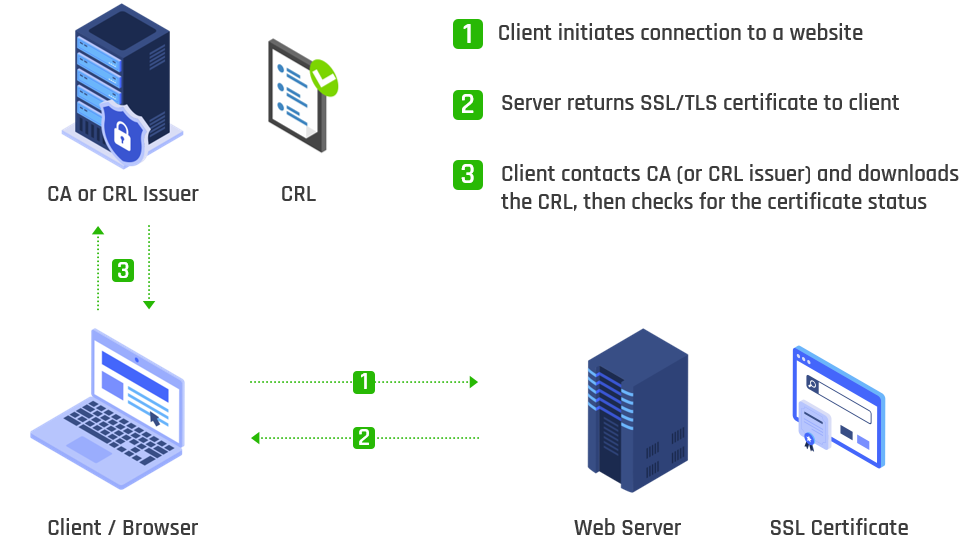 1 Client initiates connection to a website
2 Server returns SSL/TLS certificate to client
3 Client contacts CA (or CRL issuer) and downloads
the CRL, then checks for the certificate status
CA or CRL Issuer
CRL
3
1
2
Client / Browser
Web Server
SSL Certificate